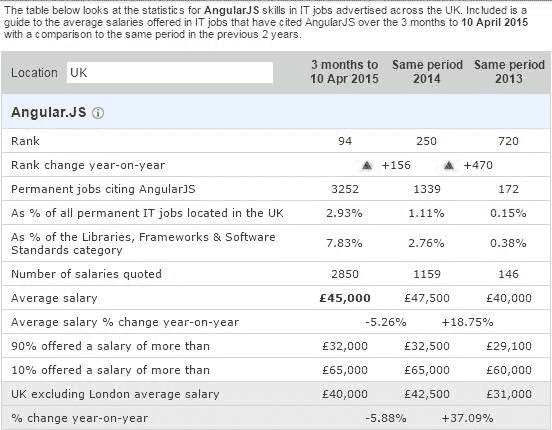 The table below looks at the statistics for AngularJS skills in IT jobs advertised across the UK. Included is a
guide to the average salaries offered in IT jobs that have cited AngularJS over the 3 months to 10 April 2015
with a comparison to the same period in the previous 2 years.
Location UK 3 months to Same period Same period
10 Apr 2015 2014 2013
Angular.JS
Rank 94 250 720
Rank change year-on-year +156 +470
Permanent jobs citing AngularJS 3252 1339 172
As % of all permanent IT jobs located in the UK 2.93% 1.11% 0.15%
As % of the Libraries, Frameworks & Software
Standards category 7.83% 2.76% 0.38%
Number of salaries quoted 2850 1159 146
Average salary £45,000 £47,500 £40,000
Average salary % change year-on-year -5.26% +18.75%
90% offered a salary of more than £32,000 £32,500 £29,100
10% offered a salary of more than £65,000 £65,000 £60,000
UK excluding London average salary £40,000 £42,500 £31,000
% change year-on-year -5.88% +37.09%